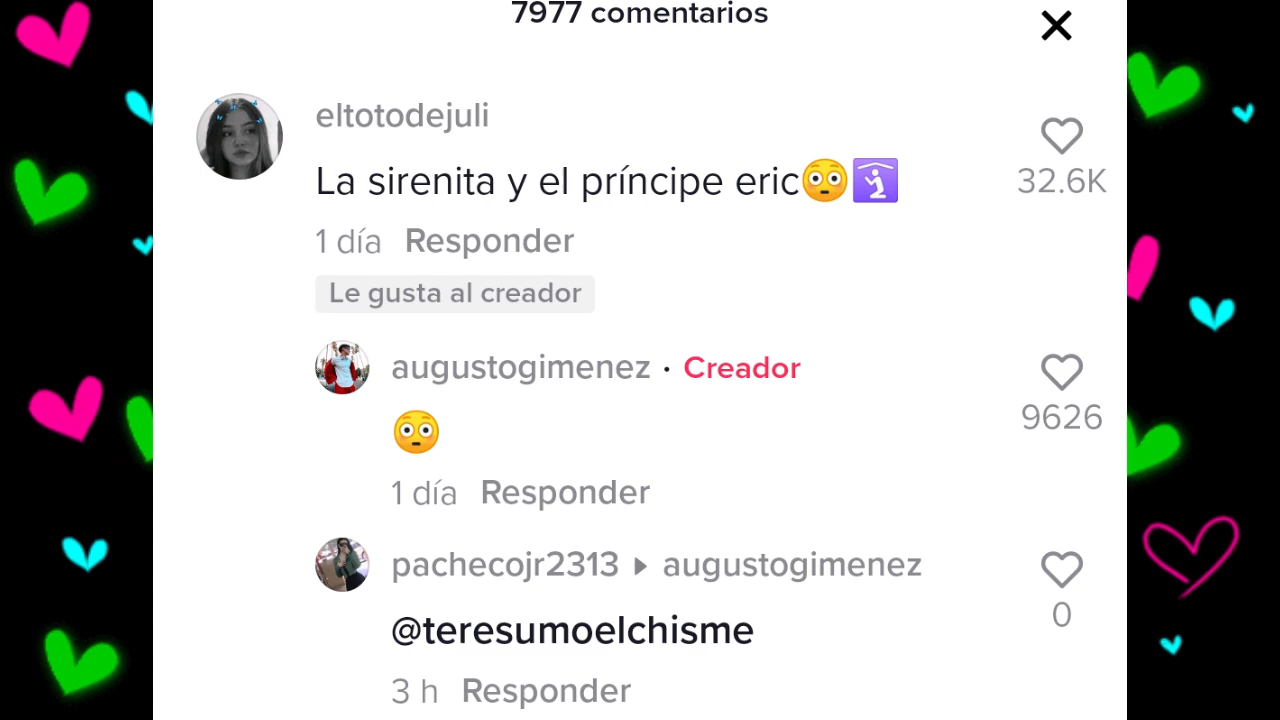 7977 comentarios
eltotodejuli
La sirenita y el príncipe eric😳🛐
32.6K
1 día Responder
Le gusta al creador
augustogimenez · Creador
😳
9626
1 día Responder
pachecojr2313 ▸ augustogimenez
@teresumoelchisme
0
3 h Responder